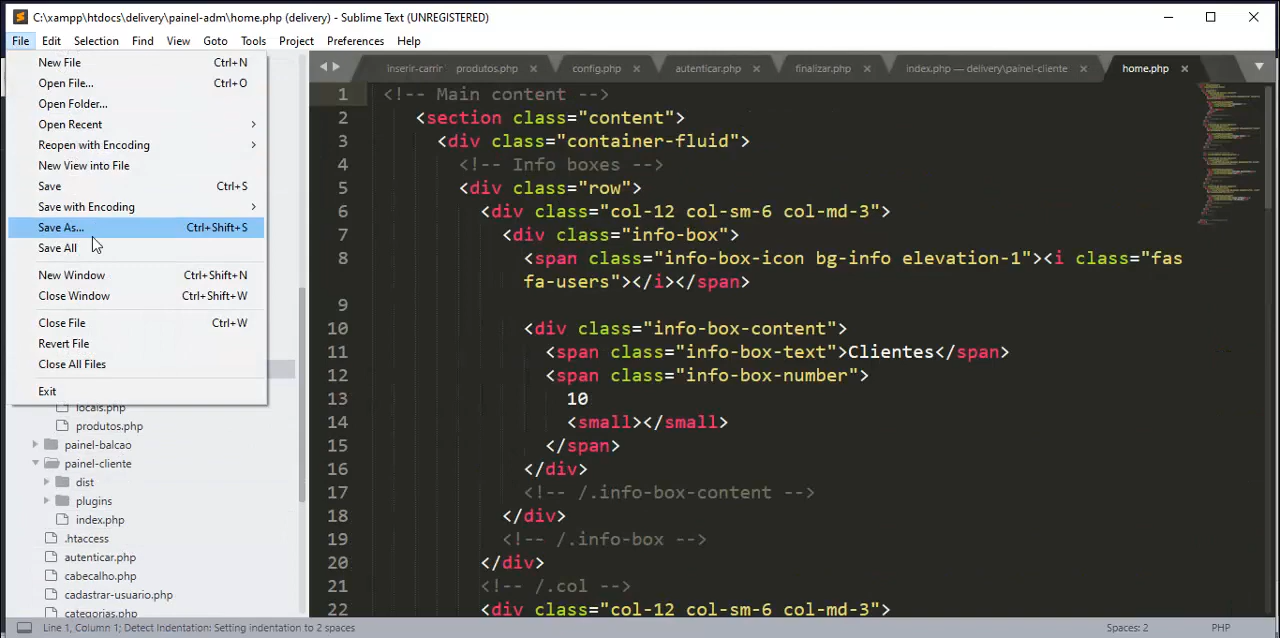 C:\xampp\htdocs\delivery\painel-adm\home.php (delivery) - Sublime Text (UNREGISTERED)
File Edit Selection Find View Goto Tools Project Preferences Help
New File Ctrl+N
Open File... Ctrl+O
Open Folder...
Open Recent
Reopen with Encoding
New View into File
Save Ctrl+S
Save with Encoding
Save As... Ctrl+Shift+S
Save All
New Window Ctrl+Shift+N
Close Window Ctrl+Shift+W
Close File Ctrl+W
Revert File
Close All Files
Exit
locais.php
produtos.php
painel-balcao
painel-cliente
dist
plugins
index.php
.htaccess
autenticar.php
cabecalho.php
cadastrar-usuario.php
categorias.php
inserir-carrir produtos.php config.php autenticar.php finalizar.php index.php — delivery\painel-cliente home.php
1 <!-- Main content -->
2 <section class="content">
3 <div class="container-fluid">
4 <!-- Info boxes -->
5 <div class="row">
6 <div class="col-12 col-sm-6 col-md-3">
7 <div class="info-box">
8 <span class="info-box-icon bg-info elevation-1"><i class="fas
fa-users"></i></span>
9
10 <div class="info-box-content">
11 <span class="info-box-text">Clientes</span>
12 <span class="info-box-number">
13 10
14 <small></small>
15 </span>
16 </div>
17 <!-- /.info-box-content -->
18 </div>
19 <!-- /.info-box -->
20 </div>
21 <!-- /.col -->
22 <div class="col-12 col-sm-6 col-md-3">
Line 1, Column 1; Detect Indentation: Setting indentation to 2 spaces Spaces: 2 PHP